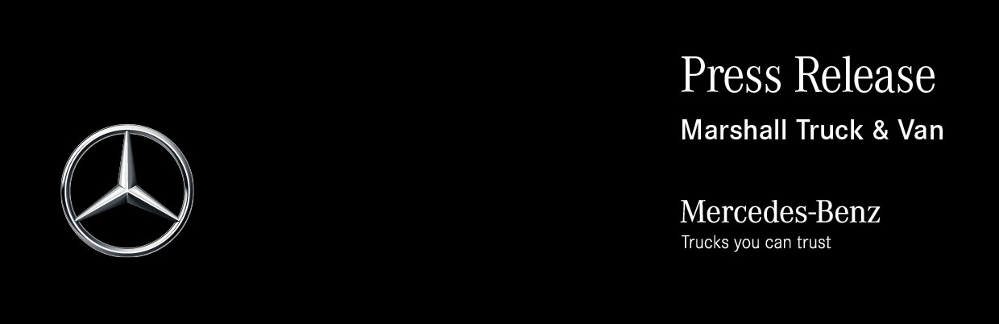 Press Release
Marshall Truck & Van
Mercedes-Benz
Trucks you can trust